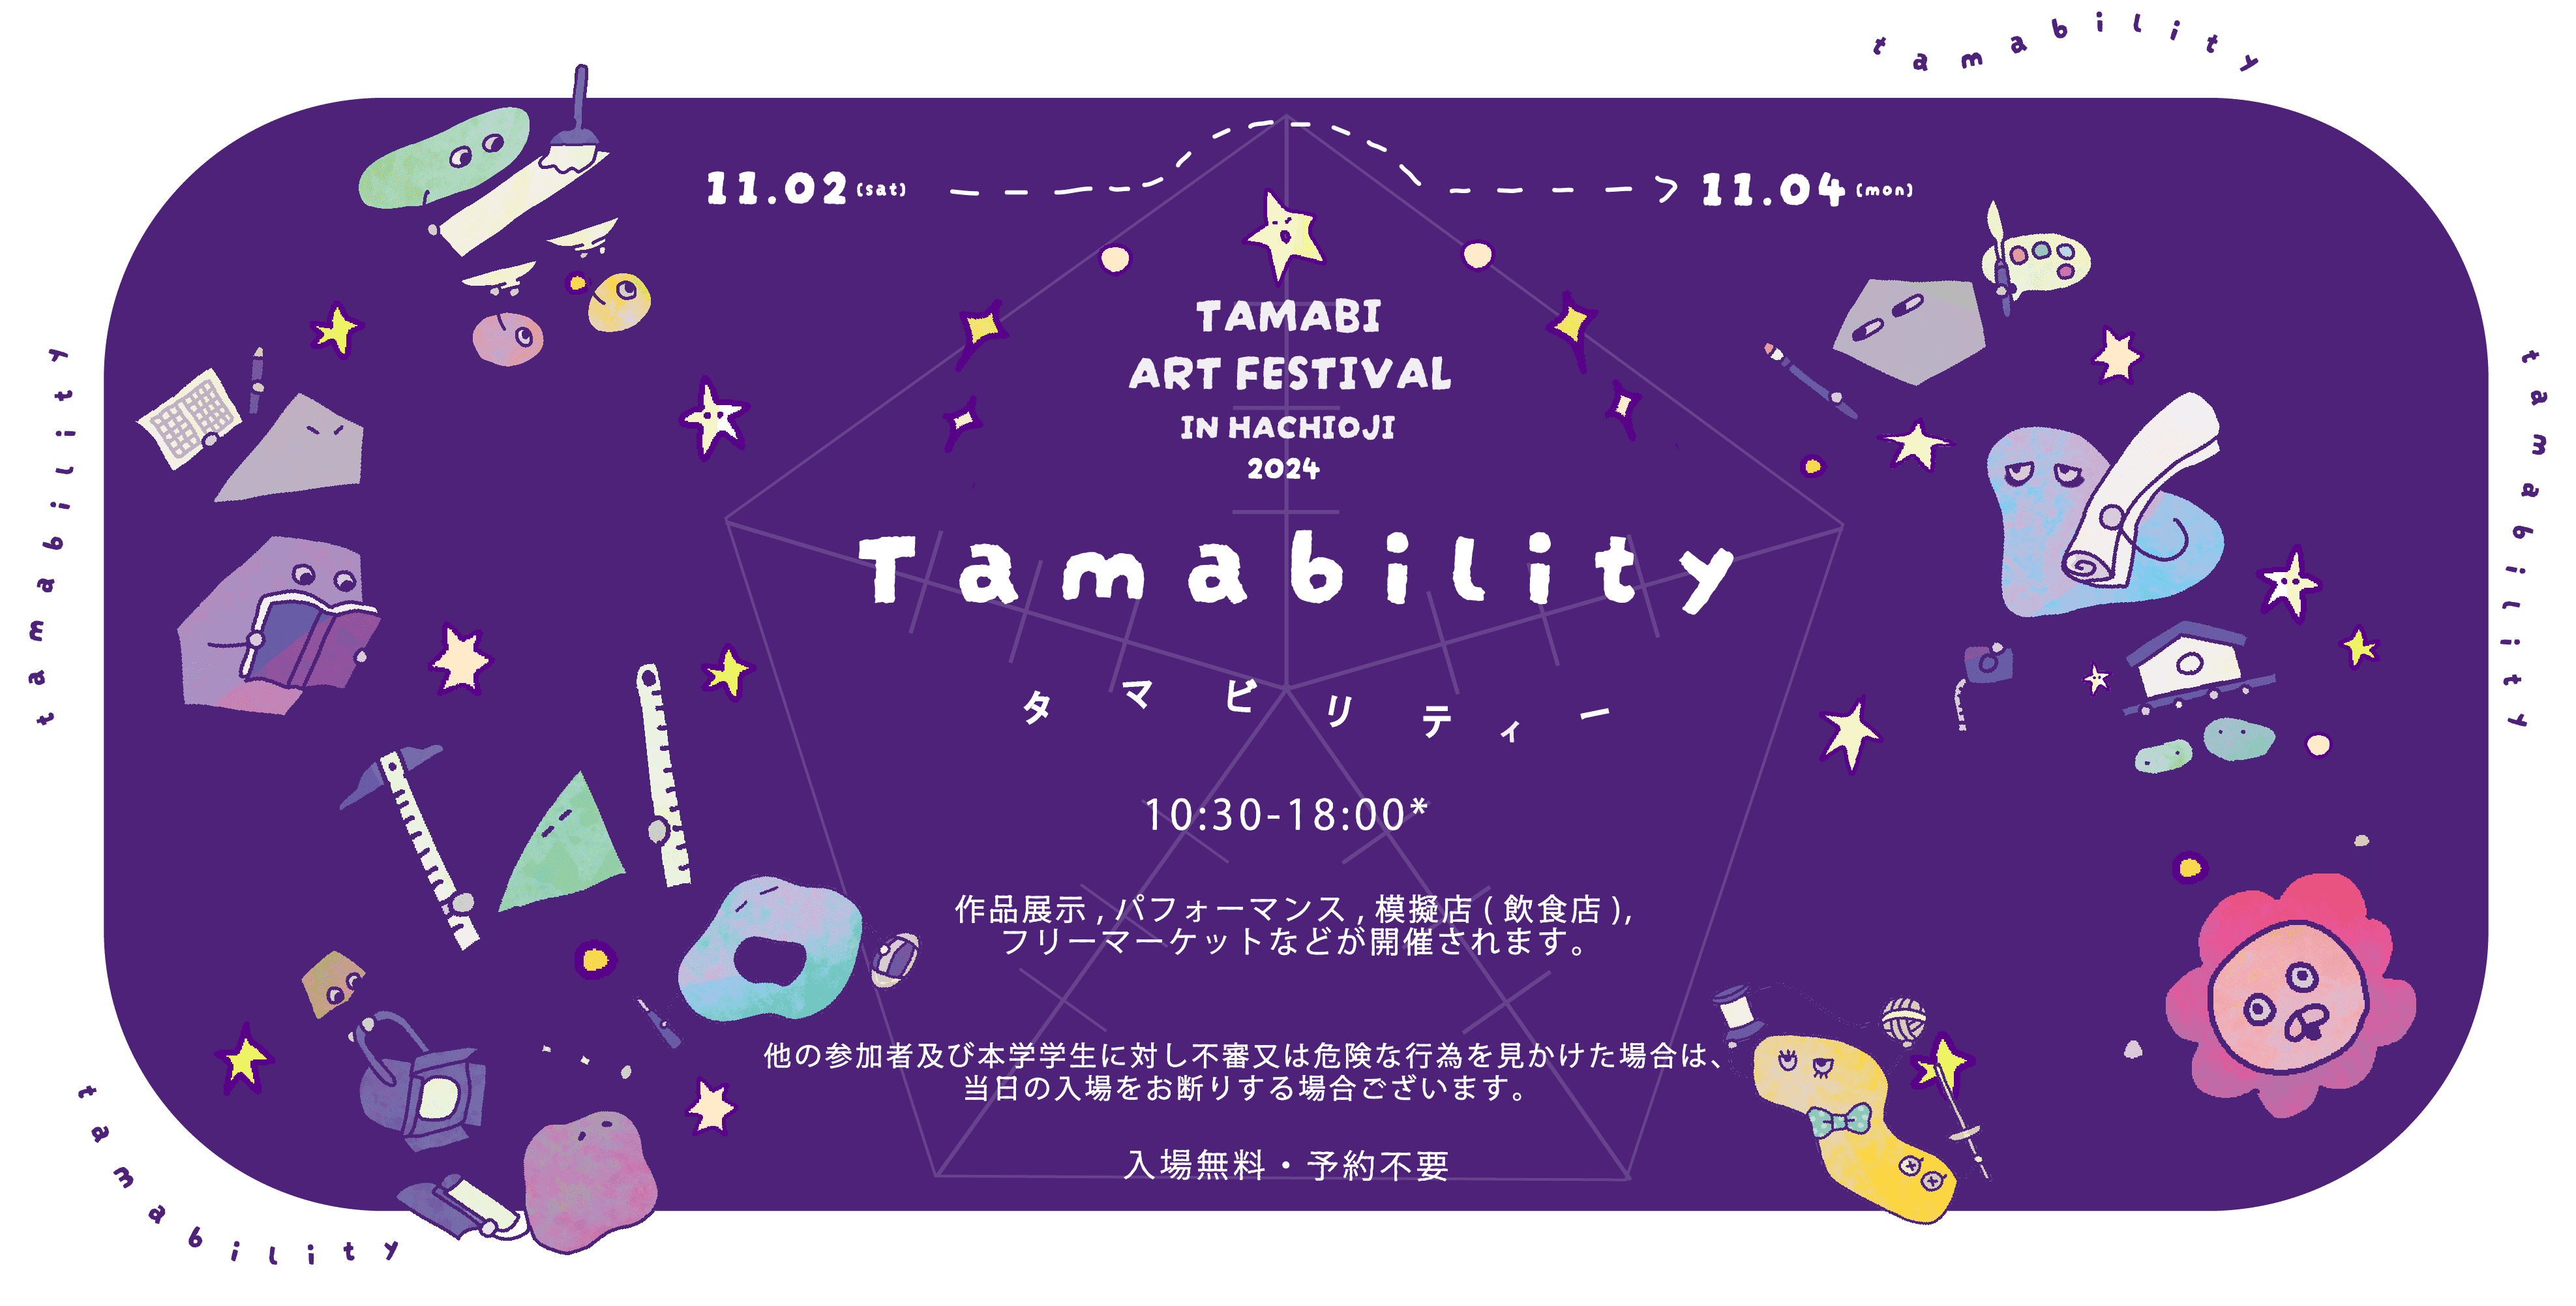 tamability
11.02(sat)
11.04(mon)
TAMABI
ART FESTIVAL
IN HACHIOJI
2024
tamability
tamability
Tamability
タマビリティー
10:30-18:00*
作品展示,パフォーマンス,模擬店(飲食店),
フリーマーケットなどが開催されます。
他の参加者及び本学学生に対し不審又は危険な行為を見かけた場合は、
当日の入場をお断りする場合ございます。
入場無料・予約不要
tamability